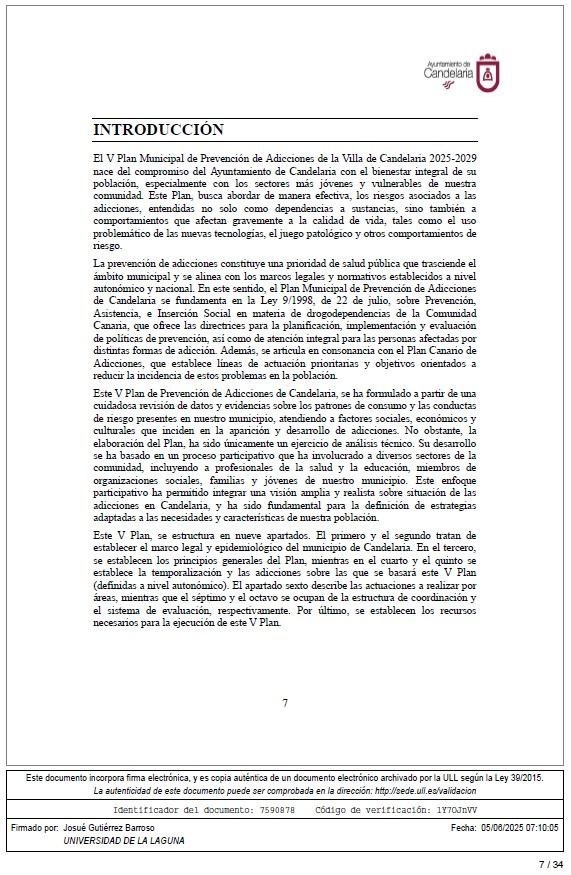 Ayuntamiento de
Candelaria
INTRODUCCIÓN
El V Plan Municipal de Prevención de Adicciones de la Villa de Candelaria 2025-2029
nace del compromiso del Ayuntamiento de Candelaria con el bienestar integral de su
población, especialmente con los sectores más jóvenes y vulnerables de nuestra
comunidad. Este Plan, busca abordar de manera efectiva, los riesgos asociados a las
adicciones, entendidas no solo como dependencias a sustancias, sino también a
comportamientos que afectan gravemente a la calidad de vida, tales como el uso
problemático de las nuevas tecnologías, el juego patológico y otros comportamientos de
riesgo.
La prevención de adicciones constituye una prioridad de salud pública que trasciende el
ámbito municipal y se alinea con los marcos legales y normativos establecidos a nivel
autonómico y nacional. En este sentido, el Plan Municipal de Prevención de Adicciones
de Candelaria se fundamenta en la Ley 9/1998, de 22 de julio, sobre Prevención,
Asistencia, e Inserción Social en materia de drogodependencias de la Comunidad
Canaria, que ofrece las directrices para la planificación, implementación y evaluación
de políticas de prevención, así como de atención integral para las personas afectadas por
distintas formas de adicción. Además, se articula en consonancia con el Plan Canario de
Adicciones, que establece líneas de actuación prioritarias y objetivos orientados a
reducir la incidencia de estos problemas en la población.
Este V Plan de Prevención de Adicciones de Candelaria, se ha formulado a partir de una
cuidadosa revisión de datos y evidencias sobre los patrones de consumo y las conductas
de riesgo presentes en nuestro municipio, atendiendo a factores sociales, económicos y
culturales que inciden en la aparición y desarrollo de adicciones. No obstante, la
elaboración del Plan, ha sido únicamente un ejercicio de análisis técnico. Su desarrollo
se ha basado en un proceso participativo que ha involucrado a diversos sectores de la
comunidad, incluyendo a profesionales de la salud y la educación, miembros de
organizaciones sociales, familias y jóvenes de nuestro municipio. Este enfoque
participativo ha permitido integrar una visión amplia y realista sobre situación de las
adicciones en Candelaria, y ha sido fundamental para la definición de estrategias
adaptadas a las necesidades y características de nuestra población.
Este V Plan, se estructura en nueve apartados. El primero y el segundo tratan de
establecer el marco legal y epidemiológico del municipio de Candelaria. En el tercero,
se establecen los principios generales del Plan, mientras en el cuarto y el quinto se
establece la temporalización y las adicciones sobre las que se basará este V Plan
(definidas a nivel autonómico). El apartado sexto describe las actuaciones a realizar por
áreas, mientras que el séptimo y el octavo se ocupan de la estructura de coordinación y
el sistema de evaluación, respectivamente. Por último, se establecen los recursos
necesarios para la ejecución de este V Plan.
7
Este documento incorpora firma electrónica, y es copia auténtica de un documento electrónico archivado por la ULL según la Ley 39/2015.
La autenticidad de este documento puede ser comprobada en la dirección: http://sede.ull.es/validacion
Identificador del documento: 7590878 Código de verificación: 1Y7OJnVV
Firmado por: Josué Gutiérrez Barroso Fecha: 05/06/2025 07:10:05
UNIVERSIDAD DE LA LAGUNA
7 / 34